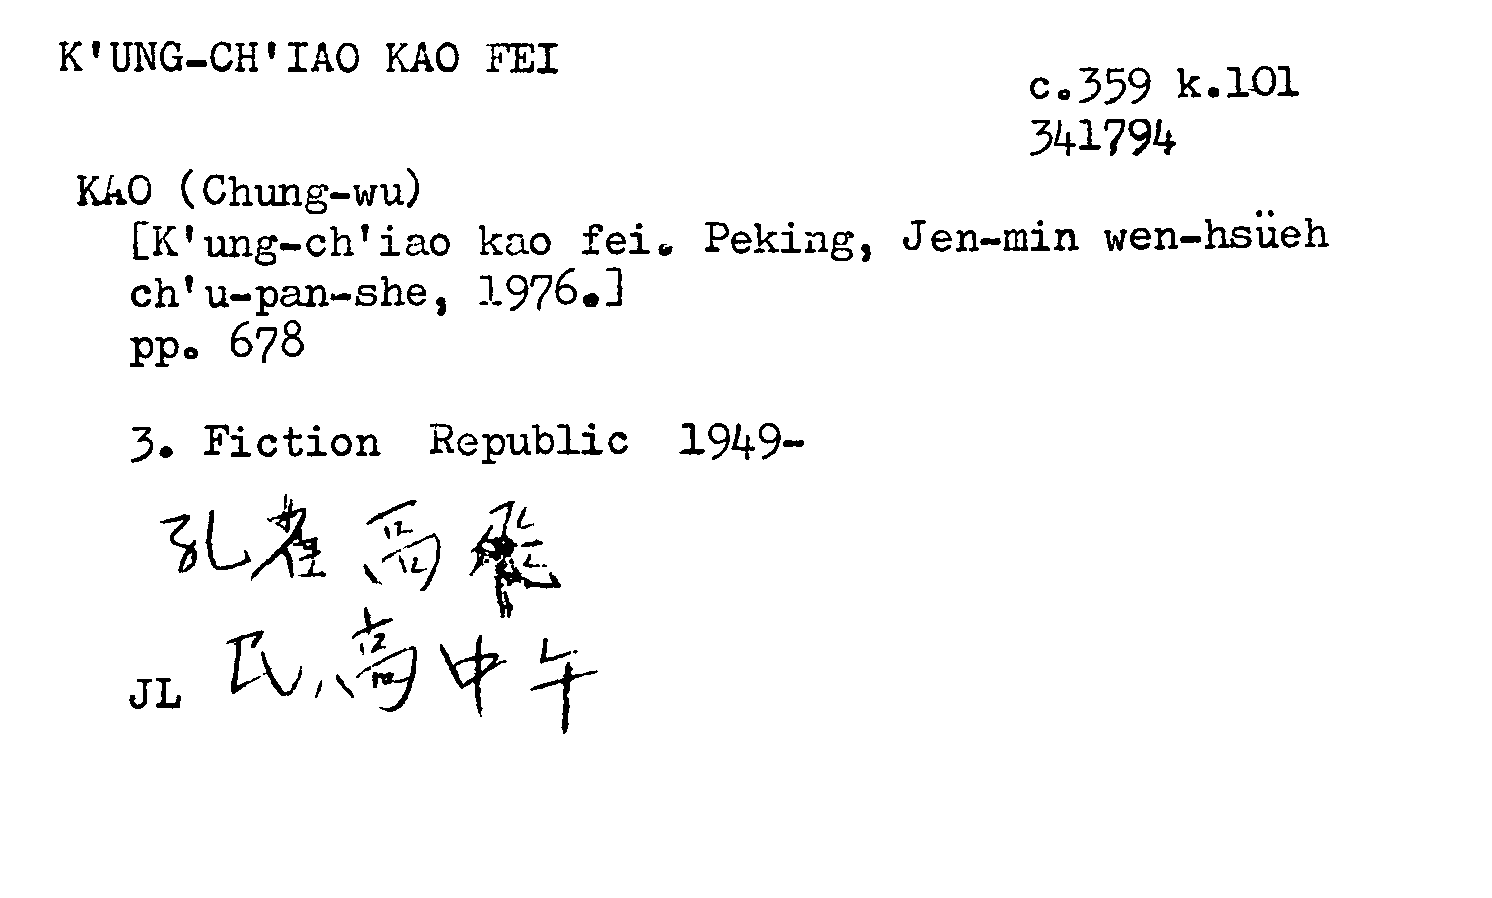 K'UNG-CH'IAO KAO FEI
c.359 k.101
341794
KAO (Chung-wu)
[K'ung-ch'iao kao fei. Peking, Jen-min wen-hsüeh
ch'u-pan-she, 1976.]
pp. 678
3. Fiction Republic 1949-
孔雀高飛
JL 民八高中午